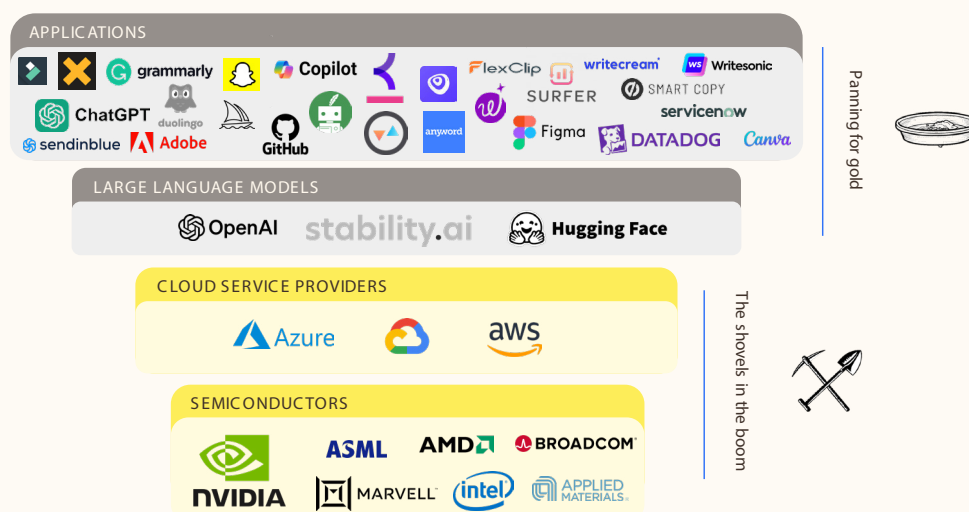 APPLICATIONS
grammarly
Copilot
FlexClip
writecream
WS Writesonic
SURFER
SMART COPY
ChatGPT
duolingo
servicenow
sendinblue
Adobe
GitHub
anyword
Figma
DATADOG
Canva
Panning for gold
LARGE LANGUAGE MODELS
OpenAI
stability.ai
Hugging Face
CLOUD SERVICE PROVIDERS
Azure
aws
The shovels in the boom
SEMICONDUCTORS
NVIDIA
ASML
AMD
BROADCOM
MARVELL
intel
APPLIED
MATERIALS